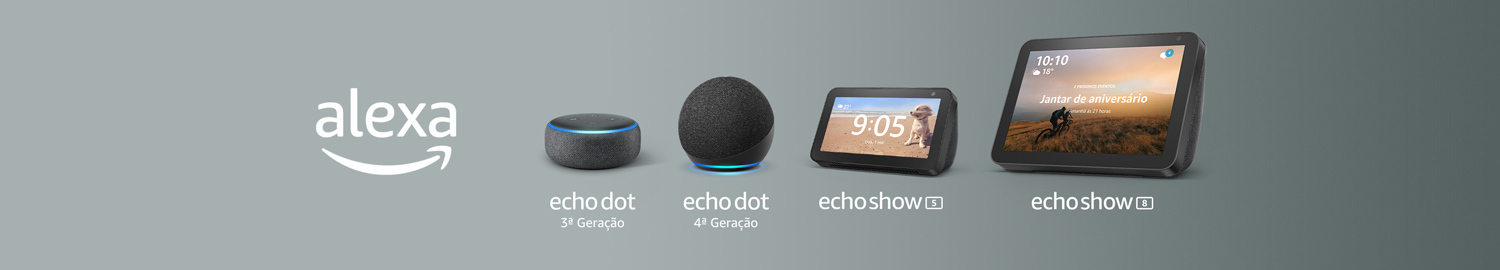 alexa
echo dot
3ª Geração
echo dot
4ª Geração
9:05
echo show 5
10:10
18°
Jantar de aniversário
echo show 8